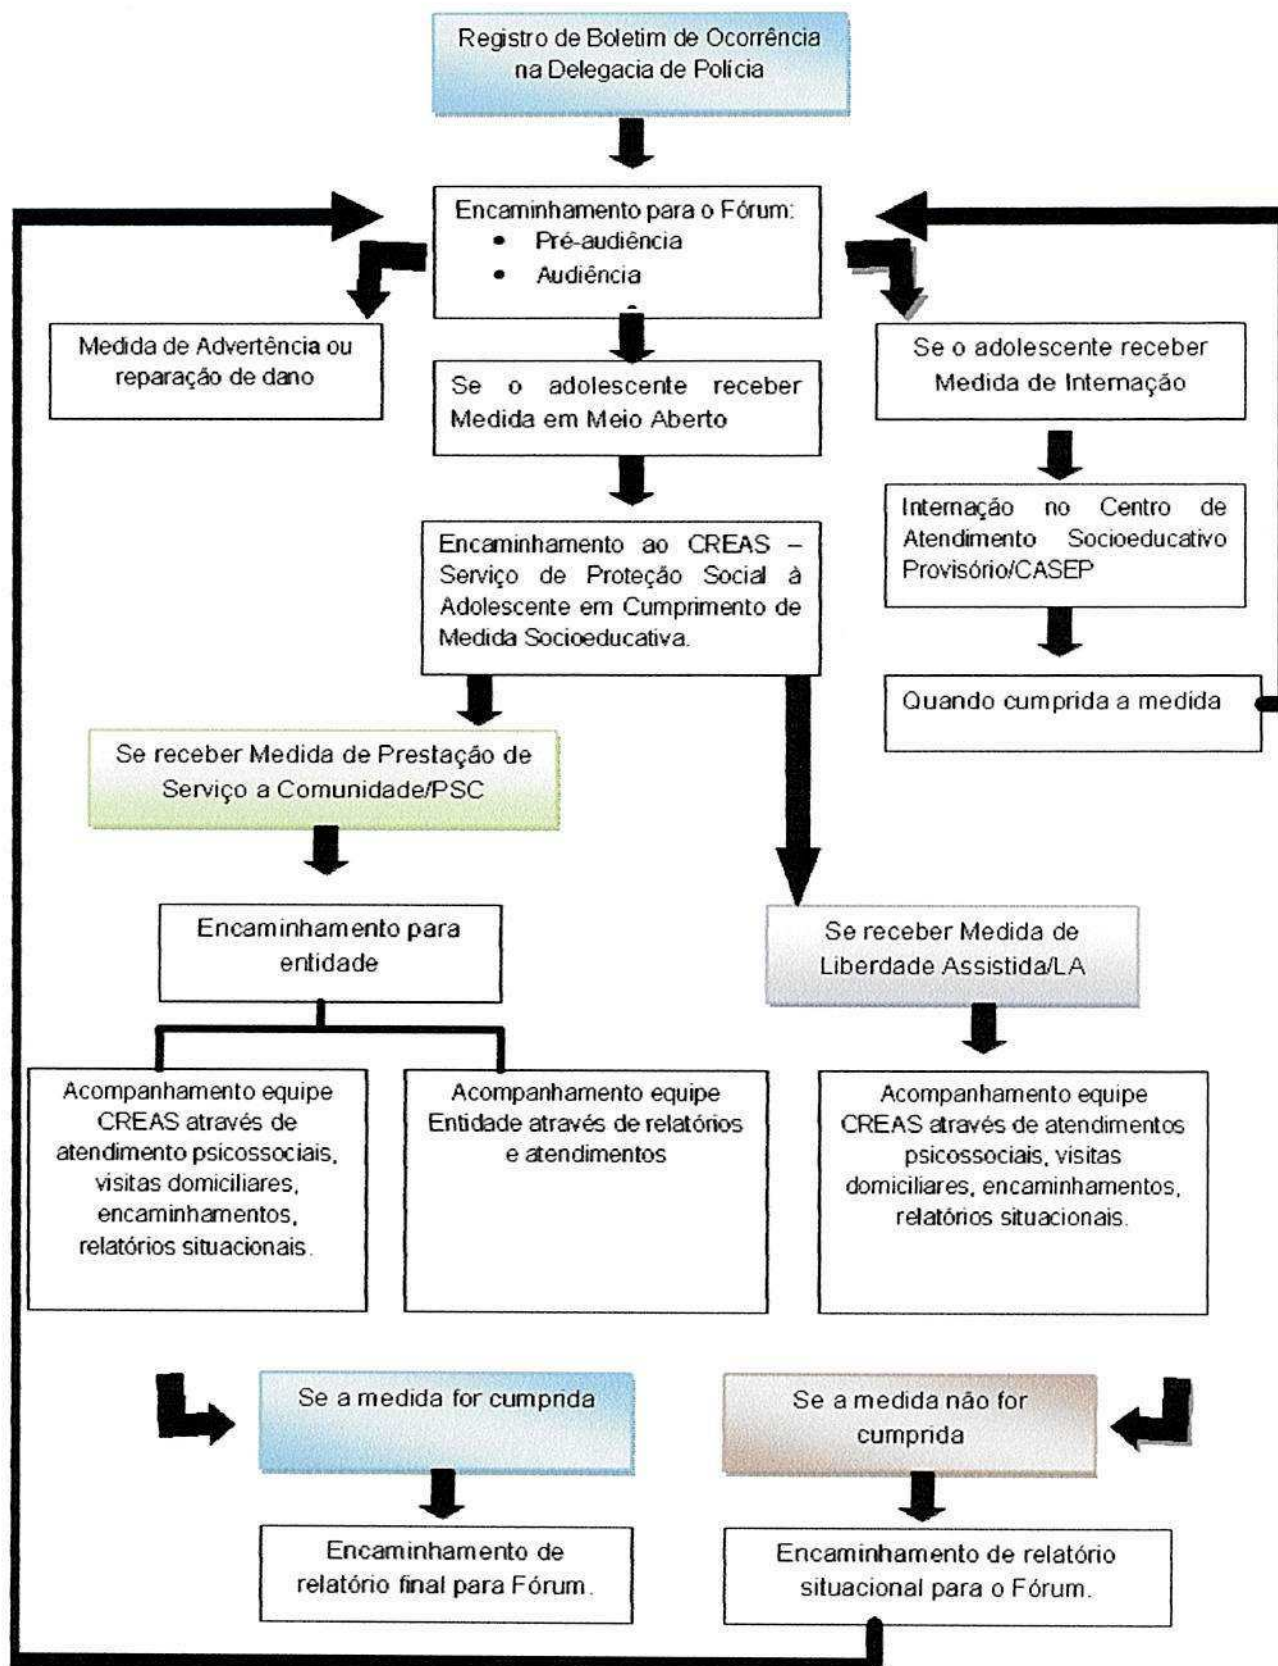 Registro de Boletim de Ocorrência
na Delegacia de Polícia
Encaminhamento para o Fórum:
• Pré-audiência
• Audiência
•
Medida de Advertência ou
reparação de dano
Se o adolescente receber
Medida em Meio Aberto
Se o adolescente receber
Medida de Internação
Encaminhamento ao CREAS –
Serviço de Proteção Social à
Adolescente em Cumprimento de
Medida Socioeducativa.
Internação no Centro de
Atendimento Socioeducativo
Provisório/CASEP
Quando cumprida a medida
Se receber Medida de Prestação de
Serviço a Comunidade/PSC
Encaminhamento para
entidade
Se receber Medida de
Liberdade Assistida/LA
Acompanhamento equipe
CREAS através de
atendimento psicossociais,
visitas domiciliares,
encaminhamentos,
relatórios situacionais.
Acompanhamento equipe
Entidade através de relatórios
e atendimentos
Acompanhamento equipe
CREAS através de atendimentos
psicossociais, visitas
domiciliares, encaminhamentos,
relatórios situacionais.
Se a medida for cumprida
Se a medida não for
cumprida
Encaminhamento de
relatório final para Fórum.
Encaminhamento de relatório
situacional para o Fórum.